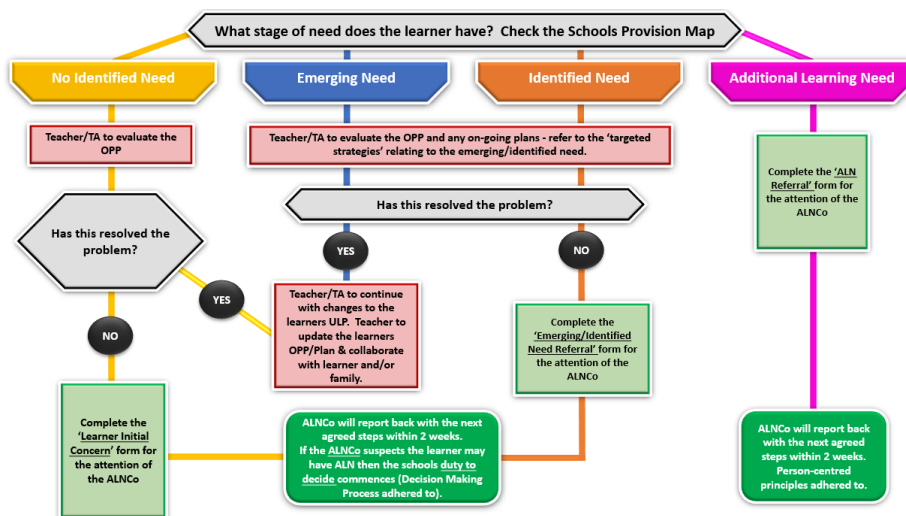 What stage of need does the learner have?  Check the Schools Provision Map
No Identified Need
Emerging Need
Identified Need
Additional Learning Need
Teacher/TA to evaluate the
OPP
Teacher/TA to evaluate the OPP and any on-going plans - refer to the ‘targeted
strategies’ relating to the emerging/identified need.
Complete the ‘ALN
Referral’ form for
the attention of the
ALNCo
Has this resolved the
problem?
Has this resolved the problem?
YES
NO
YES
NO
Teacher/TA to continue
with changes to the
learners ULP.  Teacher to
update the learners
OPP/Plan & collaborate
with learner and/or
family.
Complete the
‘Emerging/Identified
Need Referral’ form for
the attention of the
ALNCo
Complete the
‘Learner Initial
Concern’ form for
the attention of
the ALNCo
ALNCo will report back with the next
agreed steps within 2 weeks.
If the ALNCo suspects the learner may
have ALN then the schools duty to
decide commences (Decision Making
Process adhered to).
ALNCo will report back
with the next agreed
steps within 2 weeks.
Person-centred
principles adhered to.